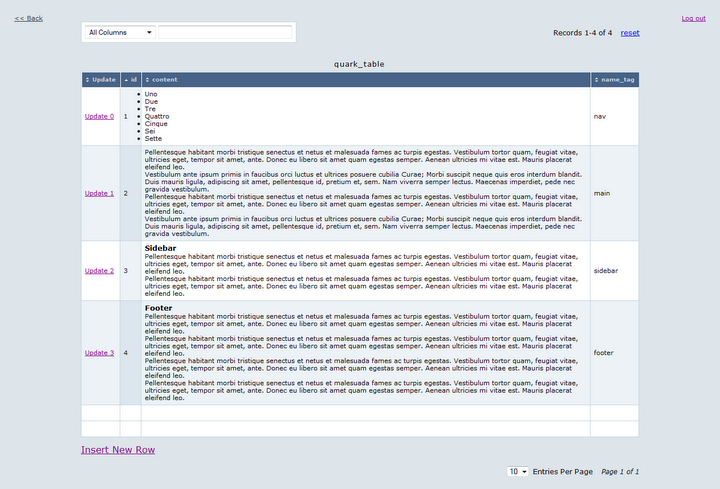 << Back
Log out
All Columns
Records 1-4 of 4 reset
quark_table
Update id content name_tag
Update 0 1
Uno
Due
Tre
Quattro
Cinque
Sei
Sette
nav
Update 1 2
Pellentesque habitant morbi tristique senectus et netus et malesuada fames ac turpis egestas. Vestibulum tortor quam, feugiat vitae,
ultricies eget, tempor sit amet, ante. Donec eu libero sit amet quam egestas semper. Aenean ultricies mi vitae est. Mauris placerat
eleifend leo.
Vestibulum ante ipsum primis in faucibus orci luctus et ultrices posuere cubilia Curae; Morbi suscipit neque quis eros interdum blandit.
Duis mauris ligula, adipiscing sit amet, pellentesque id, pretium et, sem. Nam viverra semper lectus. Maecenas imperdiet, pede nec
gravida vestibulum.
Pellentesque habitant morbi tristique senectus et netus et malesuada fames ac turpis egestas. Vestibulum tortor quam, feugiat vitae,
ultricies eget, tempor sit amet, ante. Donec eu libero sit amet quam egestas semper. Aenean ultricies mi vitae est. Mauris placerat
eleifend leo.
Vestibulum ante ipsum primis in faucibus orci luctus et ultrices posuere cubilia Curae; Morbi suscipit neque quis eros interdum blandit.
Duis mauris ligula, adipiscing sit amet, pellentesque id, pretium et, sem. Nam viverra semper lectus. Maecenas imperdiet, pede nec
gravida vestibulum.
main
Update 2 3
Sidebar
Pellentesque habitant morbi tristique senectus et netus et malesuada fames ac turpis egestas. Vestibulum tortor quam, feugiat vitae,
ultricies eget, tempor sit amet, ante. Donec eu libero sit amet quam egestas semper. Aenean ultricies mi vitae est. Mauris placerat
eleifend leo.
Pellentesque habitant morbi tristique senectus et netus et malesuada fames ac turpis egestas. Vestibulum tortor quam, feugiat vitae,
ultricies eget, tempor sit amet, ante. Donec eu libero sit amet quam egestas semper. Aenean ultricies mi vitae est. Mauris placerat
eleifend leo.
sidebar
Update 3 4
Footer
Pellentesque habitant morbi tristique senectus et netus et malesuada fames ac turpis egestas. Vestibulum tortor quam, feugiat vitae,
ultricies eget, tempor sit amet, ante. Donec eu libero sit amet quam egestas semper. Aenean ultricies mi vitae est. Mauris placerat
eleifend leo.
Pellentesque habitant morbi tristique senectus et netus et malesuada fames ac turpis egestas. Vestibulum tortor quam, feugiat vitae,
ultricies eget, tempor sit amet, ante. Donec eu libero sit amet quam egestas semper. Aenean ultricies mi vitae est. Mauris placerat
eleifend leo.
Pellentesque habitant morbi tristique senectus et netus et malesuada fames ac turpis egestas. Vestibulum tortor quam, feugiat vitae,
ultricies eget, tempor sit amet, ante. Donec eu libero sit amet quam egestas semper. Aenean ultricies mi vitae est. Mauris placerat
eleifend leo.
Pellentesque habitant morbi tristique senectus et netus et malesuada fames ac turpis egestas. Vestibulum tortor quam, feugiat vitae,
ultricies eget, tempor sit amet, ante. Donec eu libero sit amet quam egestas semper. Aenean ultricies mi vitae est. Mauris placerat
eleifend leo.
footer
Insert New Row
10 Entries Per Page Page 1 of 1